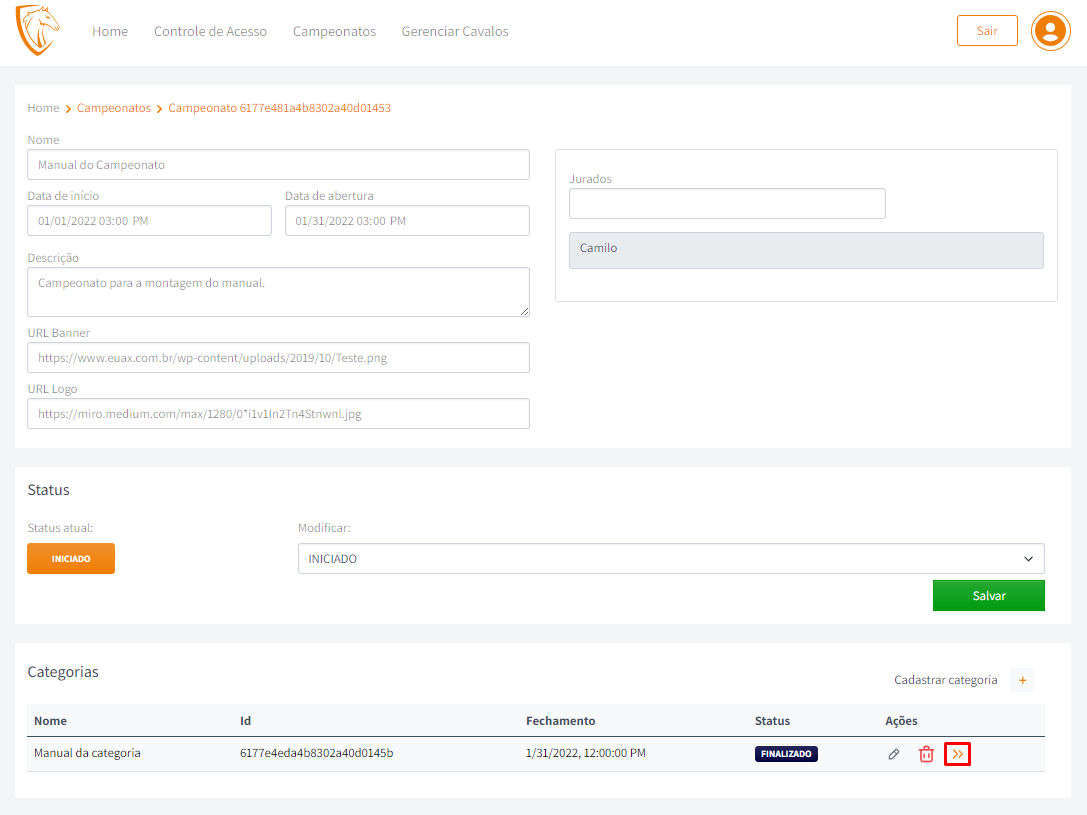 Home Controle de Acesso Campeonatos Gerenciar Cavalos Sair
Home Campeonatos Campeonato 6177e481a4b8302a40d01453
Nome
Manual do Campeonato
Data de início Data de abertura
01/01/2022 03:00 PM 01/31/2022 03:00 PM
Descrição
Campeonato para a montagem do manual.
URL Banner
https://www.euax.com.br/wp-content/uploads/2019/10/Teste.png
URL Logo
https://miro.medium.com/max/1280/0*i1v1In2Tn4Stnwnl.jpg
Jurados
Camilo
Status
Status atual: Modificar:
INICIADO INICIADO
Salvar
Categorias
Cadastrar categoria +
Nome Id Fechamento Status Ações
Manual da categoria 6177e4eda4b8302a40d0145b 1/31/2022, 12:00:00 PM FINALIZADO